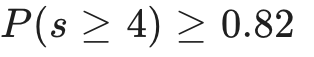 P(s ≥ 4) ≥ 0.82